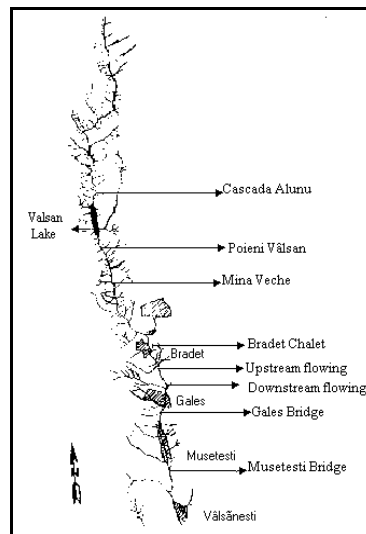 Cascada Alunu
Valsan
Lake
Poieni Vâlsan
Mina Veche
Bradet Chalet
Bradet
Upstream flowing
Downstream flowing
Gales
Gales Bridge
Musetesti
Musetesti Bridge
Vâlsãnesti